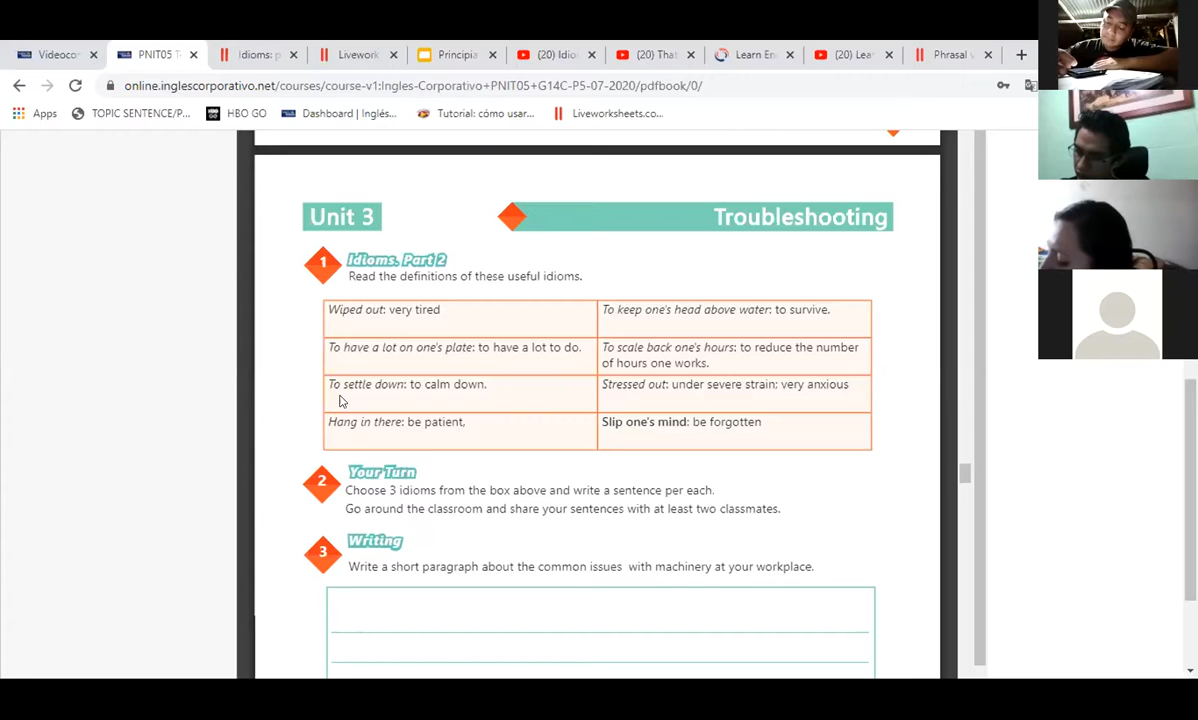 Videocon
PNIT05 T
Idioms: p
Livework
Principia
(20) Idio
(20) That
Learn En
(20) Lea
Phrasal v
online.inglescorporativo.net/courses/course-v1:Ingles-Corporativo+PNIT05+G14C-P5-07-2020/pdfbook/0/
Apps
TOPIC SENTENCE/P...
HBO GO
Dashboard | Inglés...
Tutorial: cómo usar...
Liveworksheets.co...
Unit 3
Troubleshooting
1
Idioms. Part 2
Read the definitions of these useful idioms.
Wiped out: very tired
To keep one's head above water: to survive.
To have a lot on one's plate: to have a lot to do.
To scale back one's hours: to reduce the number
of hours one works.
To settle down: to calm down.
Stressed out: under severe strain; very anxious
Hang in there: be patient,
Slip one's mind: be forgotten
2
Your Turn
Choose 3 idioms from the box above and write a sentence per each.
Go around the classroom and share your sentences with at least two classmates.
3
Writing
Write a short paragraph about the common issues with machinery at your workplace.